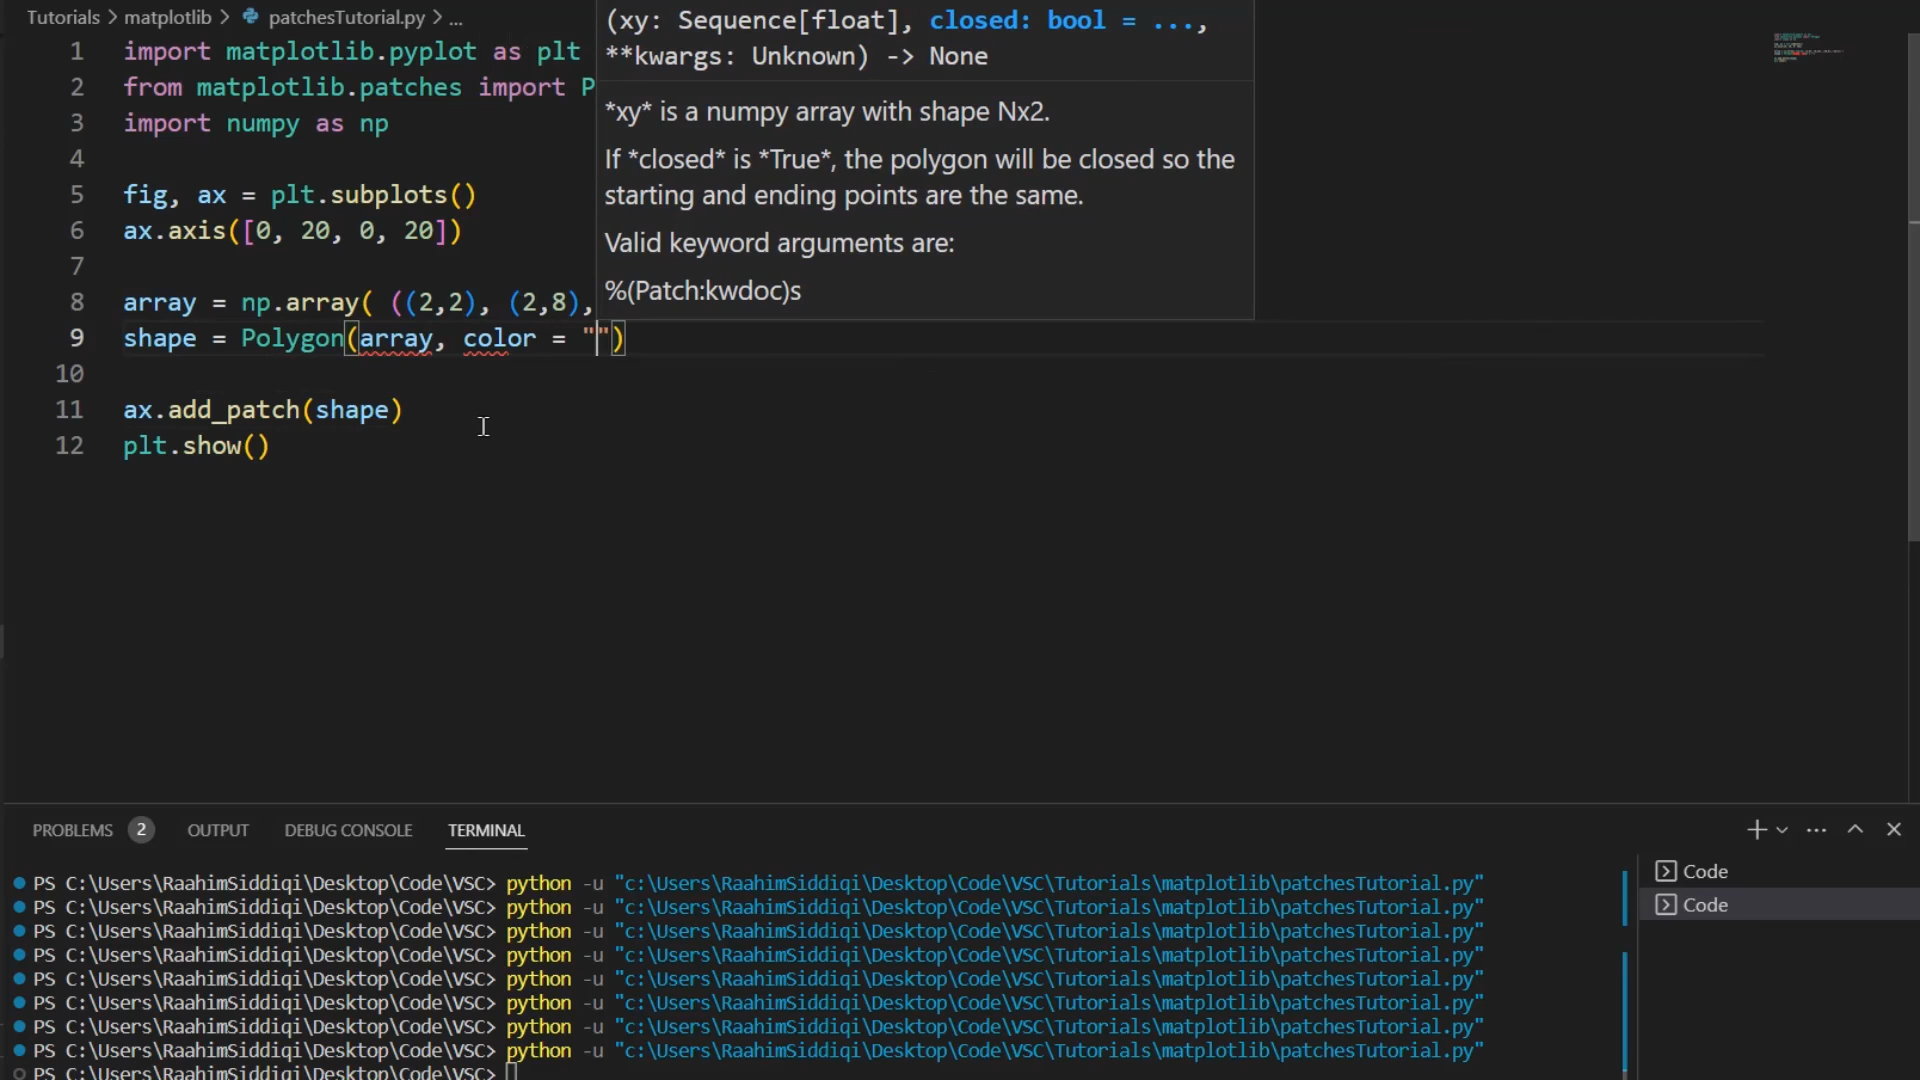 Tutorials > matplotlib > patchesTutorial.py > ...
(xy: Sequence[float], closed: bool = ...,
**kwargs: Unknown) -> None
*xy* is a numpy array with shape Nx2.
If *closed* is *True*, the polygon will be closed so the
starting and ending points are the same.
Valid keyword arguments are:
%(Patch:kwdoc)s
1 import matplotlib.pyplot as plt
2 from matplotlib.patches import P
3 import numpy as np
4
5 fig, ax = plt.subplots()
6 ax.axis([0, 20, 0, 20])
7
8 array = np.array( ((2,2), (2,8),
9 shape = Polygon(array, color = "")
10
11 ax.add_patch(shape)
12 plt.show()
PROBLEMS 2 OUTPUT DEBUG CONSOLE TERMINAL
Code
Code
PS C:\Users\RaahimSiddiqi\Desktop\Code\VSC> python -u "c:\Users\RaahimSiddiqi\Desktop\Code\VSC\Tutorials\matplotlib\patchesTutorial.py"
PS C:\Users\RaahimSiddiqi\Desktop\Code\VSC> python -u "c:\Users\RaahimSiddiqi\Desktop\Code\VSC\Tutorials\matplotlib\patchesTutorial.py"
PS C:\Users\RaahimSiddiqi\Desktop\Code\VSC> python -u "c:\Users\RaahimSiddiqi\Desktop\Code\VSC\Tutorials\matplotlib\patchesTutorial.py"
PS C:\Users\RaahimSiddiqi\Desktop\Code\VSC> python -u "c:\Users\RaahimSiddiqi\Desktop\Code\VSC\Tutorials\matplotlib\patchesTutorial.py"
PS C:\Users\RaahimSiddiqi\Desktop\Code\VSC> python -u "c:\Users\RaahimSiddiqi\Desktop\Code\VSC\Tutorials\matplotlib\patchesTutorial.py"
PS C:\Users\RaahimSiddiqi\Desktop\Code\VSC> python -u "c:\Users\RaahimSiddiqi\Desktop\Code\VSC\Tutorials\matplotlib\patchesTutorial.py"
PS C:\Users\RaahimSiddiqi\Desktop\Code\VSC> python -u "c:\Users\RaahimSiddiqi\Desktop\Code\VSC\Tutorials\matplotlib\patchesTutorial.py"
PS C:\Users\RaahimSiddiqi\Desktop\Code\VSC> python -u "c:\Users\RaahimSiddiqi\Desktop\Code\VSC\Tutorials\matplotlib\patchesTutorial.py"
PS C:\Users\RaahimSiddiqi\Desktop\Code\VSC>